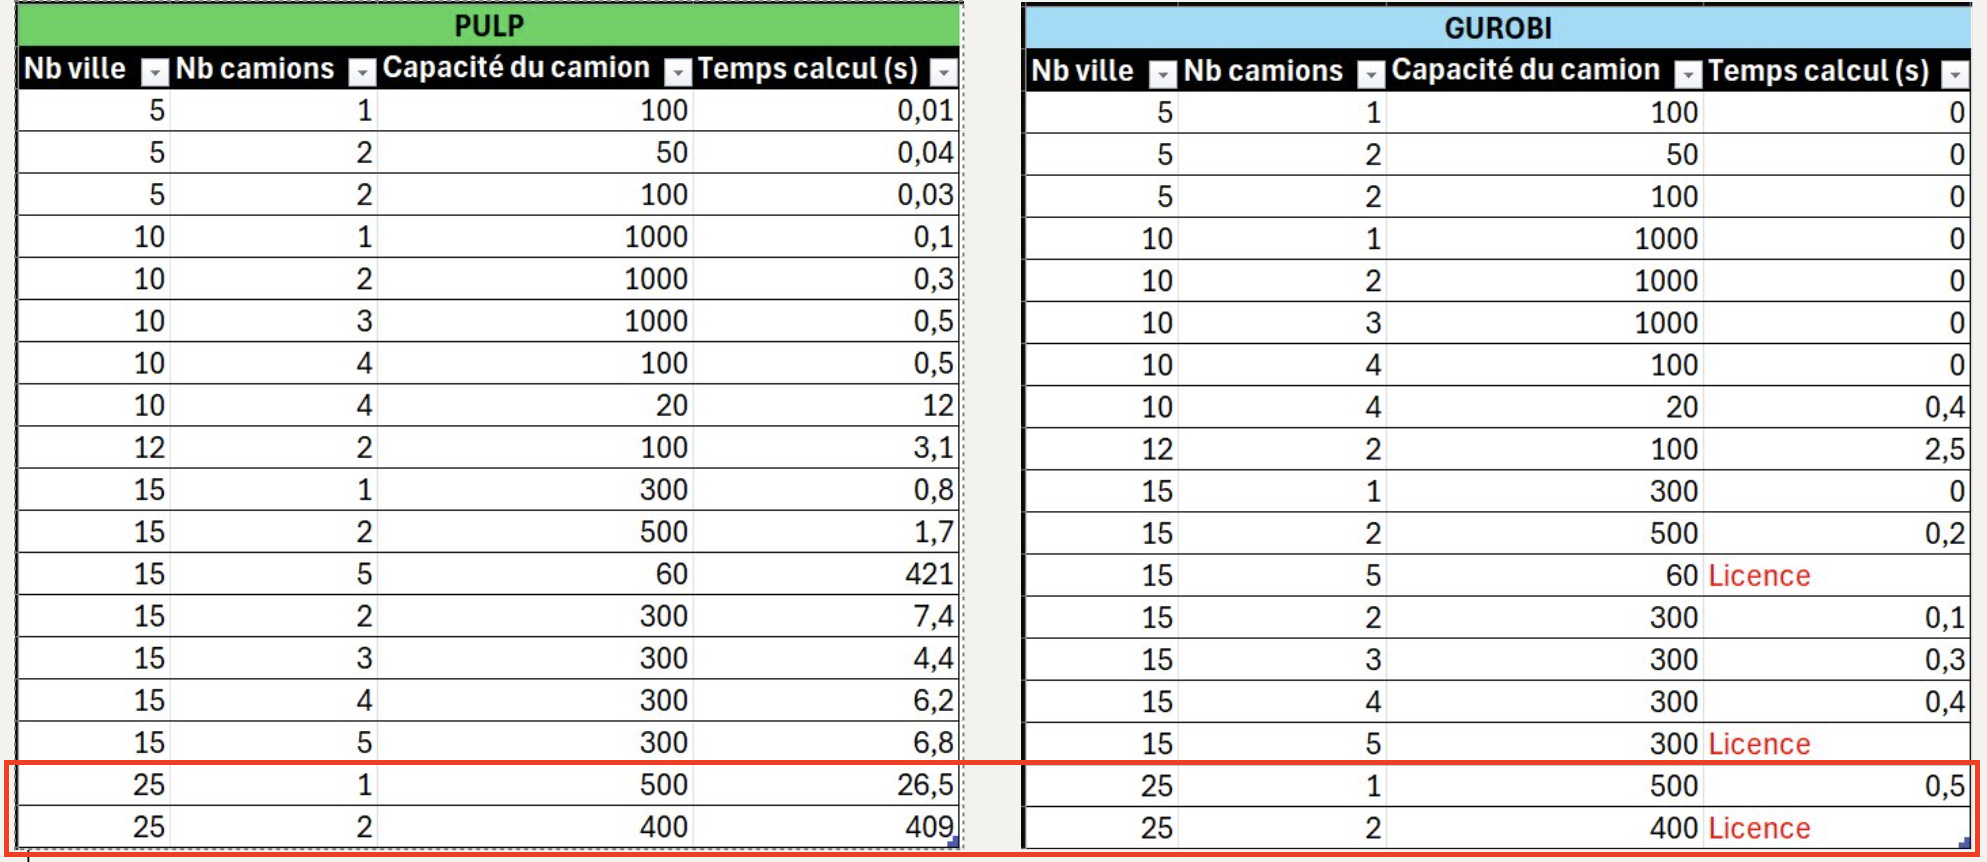 PULP
Nb ville Nb camions Capacité du camion Temps calcul (s)
5 1 100 0,01
5 2 50 0,04
5 2 100 0,03
10 1 1000 0,1
10 2 1000 0,3
10 3 1000 0,5
10 4 100 0,5
10 4 20 12
12 2 100 3,1
15 1 300 0,8
15 2 500 1,7
15 5 60 421
15 2 300 7,4
15 3 300 4,4
15 4 300 6,2
15 5 300 6,8
25 1 500 26,5
25 2 400 409
GUROBI
Nb ville Nb camions Capacité du camion Temps calcul (s)
5 1 100 0
5 2 50 0
5 2 100 0
10 1 1000 0
10 2 1000 0
10 3 1000 0
10 4 100 0
10 4 20 0,4
12 2 100 2,5
15 1 300 0
15 2 500 0,2
15 5 60 Licence
15 2 300 0,1
15 3 300 0,3
15 4 300 0,4
15 5 300 Licence
25 1 500 0,5
25 2 400 Licence